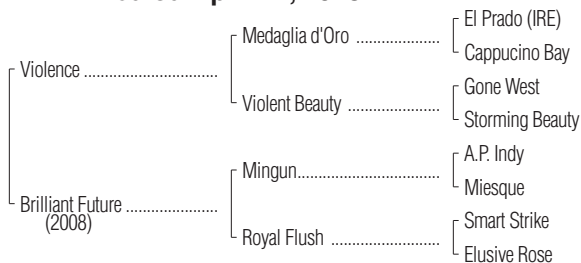 El Prado (IRE)
Medaglia d'Oro ......................
Cappucino Bay
Violence ...................................
Gone West
Violent Beauty ........................
Storming Beauty
A.P. Indy
Mingun.....................................
Miesque
Brilliant Future ........................
(2008)
Smart Strike
Royal Flush ............................
Elusive Rose